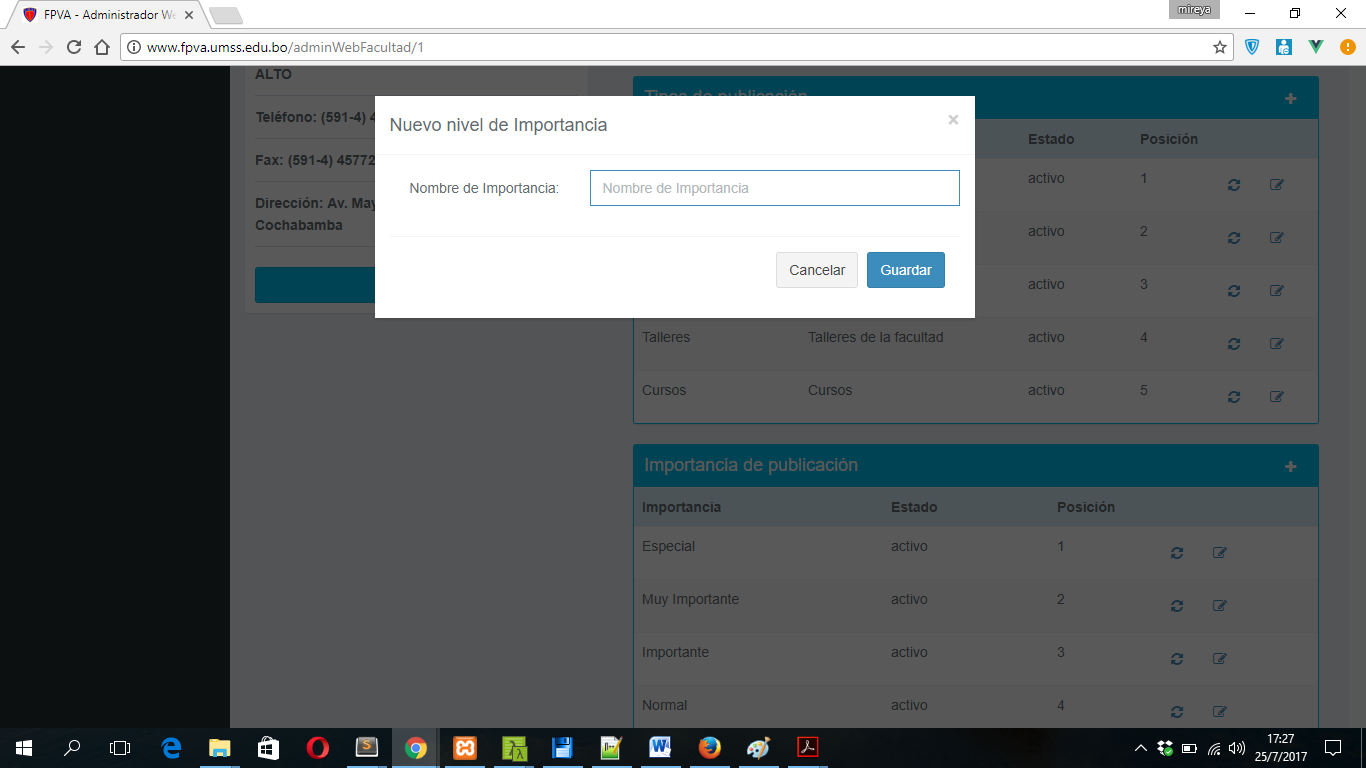 FPVA - Administrador We
mireya
www.fpva.umss.edu.bo/adminWebFacultad/1
ALTO
Teléfono: (591-4) 4
Fax: (591-4) 45772
Dirección: Av. May
Cochabamba
Nuevo nivel de Importancia
×
Nombre de Importancia:
Nombre de Importancia
Cancelar
Guardar
Tipos de publicación
Estado Posición
activo 1
activo 2
activo 3
Talleres Talleres de la facultad activo 4
Cursos Cursos activo 5
Importancia de publicación
Importancia Estado Posición
Especial activo 1
Muy Importante activo 2
Importante activo 3
Normal activo 4
17:27
25/7/2017